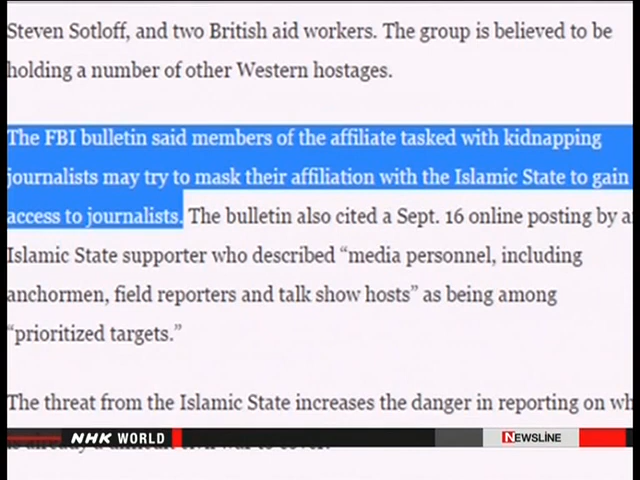 Steven Sotloff, and two British aid workers. The group is believed to be
holding a number of other Western hostages.
The FBI bulletin said members of the affiliate tasked with kidnapping
journalists may try to mask their affiliation with the Islamic State to gain
access to journalists. The bulletin also cited a Sept. 16 online posting by a
Islamic State supporter who described “media personnel, including
anchormen, field reporters and talk show hosts” as being among
“prioritized targets.”
The threat from the Islamic State increases the danger in reporting on wh
NHK WORLD
NEWSLINE